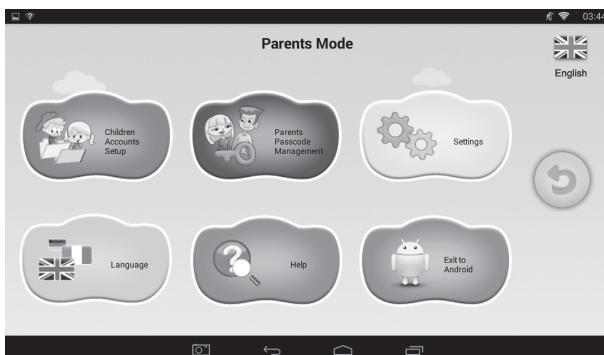 03:44
Parents Mode
English
Children
Accounts
Setup
Parents
Passcode
Management
Settings
Language
Help
Exit to
Android